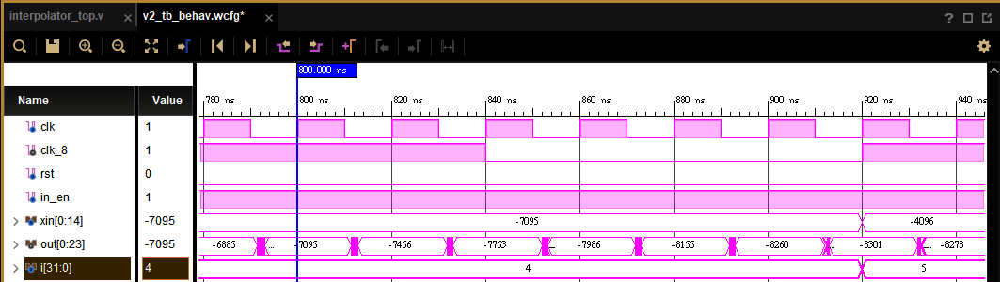 interpolator_top.v × v2_tb_behav.wcfg* × ?
800.000 ns
Name Value
780 ns 800 ns 820 ns 840 ns 860 ns 880 ns 900 ns 920 ns 940 ns
clk 1
clk_8 1
rst 0
in_en 1
xin[0:14] -7095 -7095 -4096
out[0:23] -7095 -6885 ... -7095 -7456 -7753 ... -7986 -8155 -8260 -8301 ... -8278
i[31:0] 4 4 5